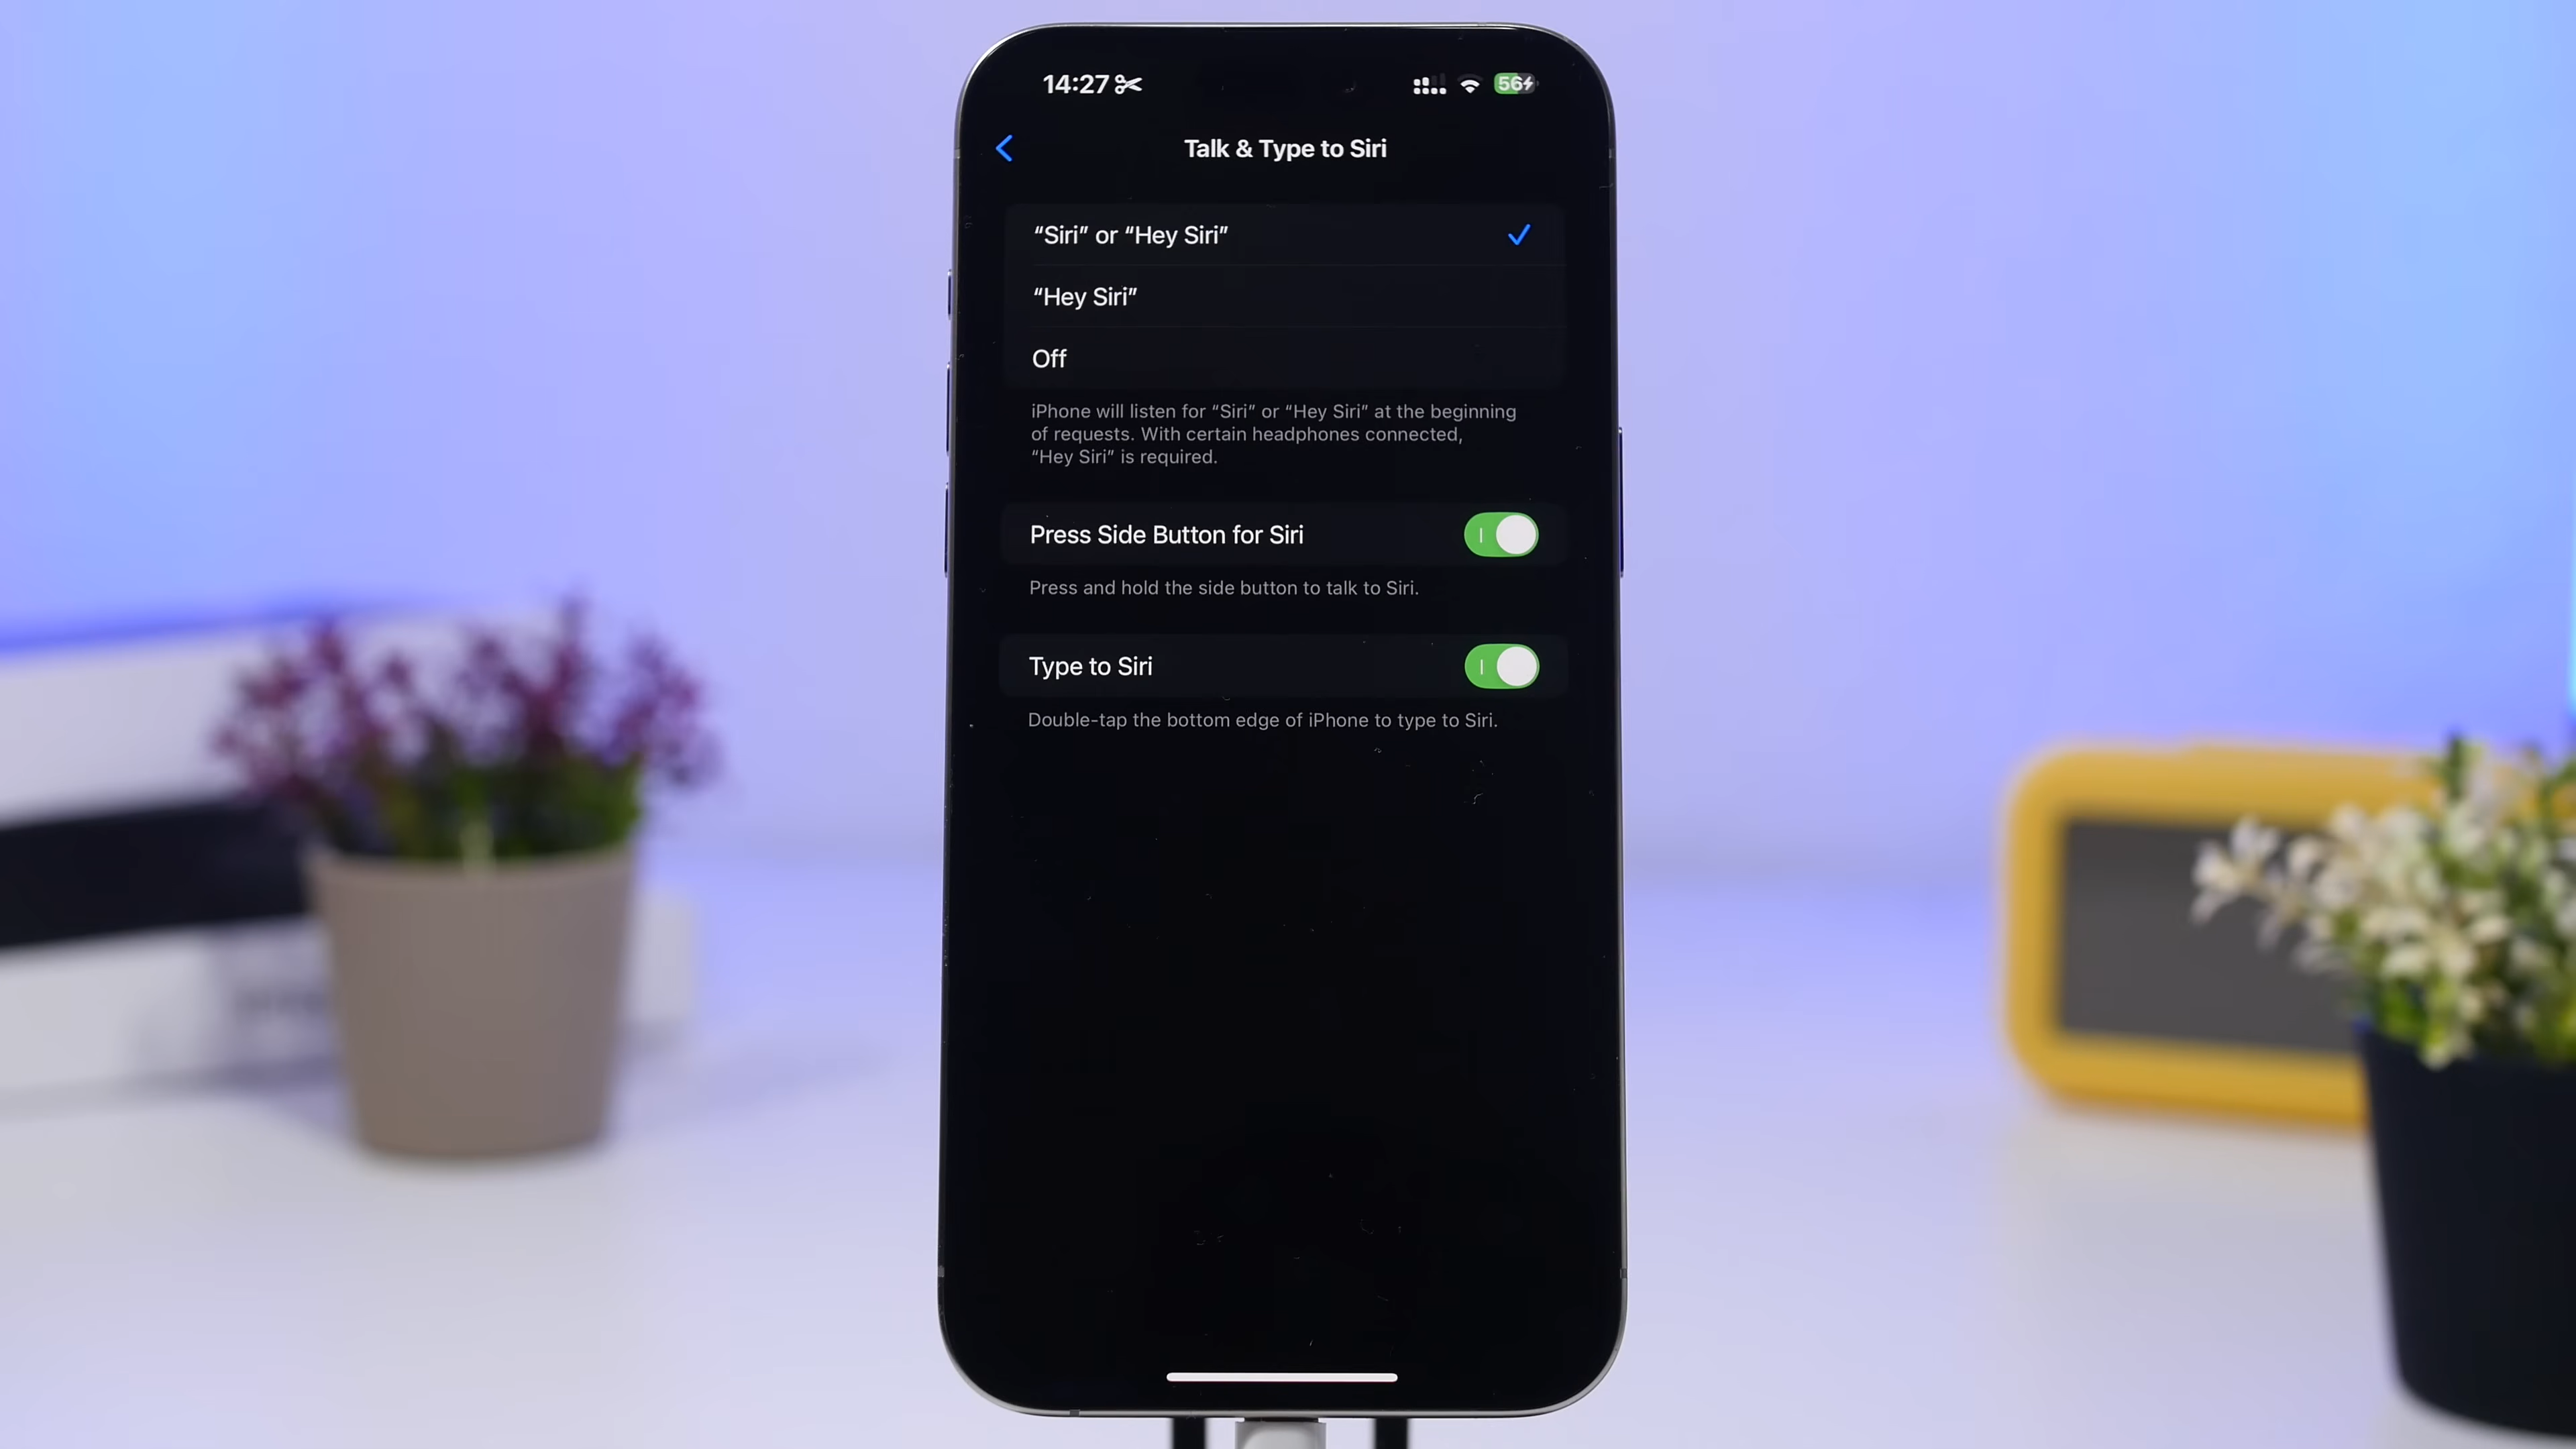 14:27
56
Talk & Type to Siri
“Siri” or “Hey Siri”
“Hey Siri”
Off
iPhone will listen for “Siri” or “Hey Siri” at the beginning
of requests. With certain headphones connected,
“Hey Siri” is required.
Press Side Button for Siri
Press and hold the side button to talk to Siri.
Type to Siri
Double-tap the bottom edge of iPhone to type to Siri.